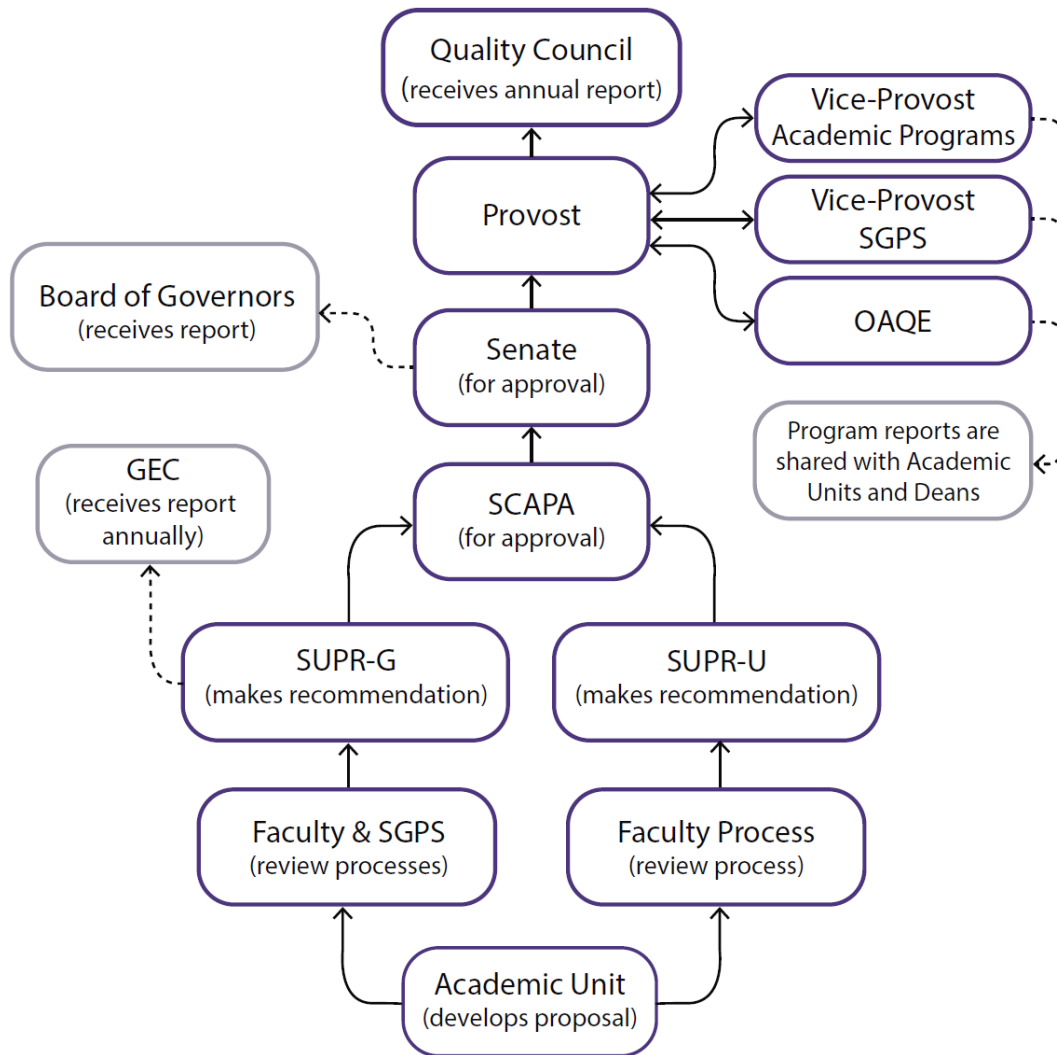 Quality Council
(receives annual report)
Vice-Provost
Academic Programs
Provost
Vice-Provost
SGPS
Board of Governors
(receives report)
OAQE
Senate
(for approval)
Program reports are
shared with Academic
Units and Deans
GEC
(receives report
annually)
SCAPA
(for approval)
SUPR-G
(makes recommendation)
SUPR-U
(makes recommendation)
Faculty & SGPS
(review processes)
Faculty Process
(review process)
Academic Unit
(develops proposal)